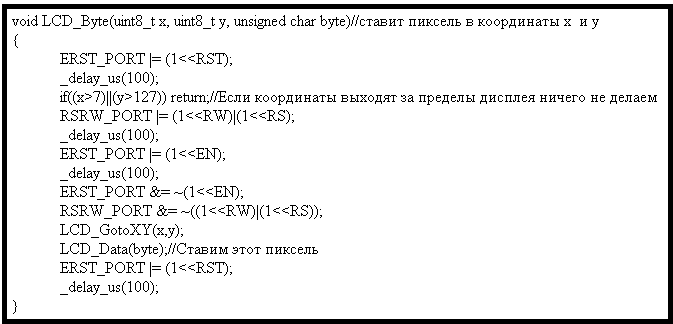 void LCD_Byte(uint8_t x, uint8_t y, unsigned char byte)//ставит пиксель в координаты x  и y
{
ERST_PORT |= (1<<RST);
_delay_us(100);
if((x>7)||(y>127)) return;//Если координаты выходят за пределы дисплея ничего не делаем
RSRW_PORT |= (1<<RW)|(1<<RS);
_delay_us(100);
ERST_PORT |= (1<<EN);
_delay_us(100);
ERST_PORT &= ~(1<<EN);
RSRW_PORT &= ~((1<<RW)|(1<<RS));
LCD_GotoXY(x,y);
LCD_Data(byte);//Ставим этот пиксель
ERST_PORT |= (1<<RST);
_delay_us(100);
}